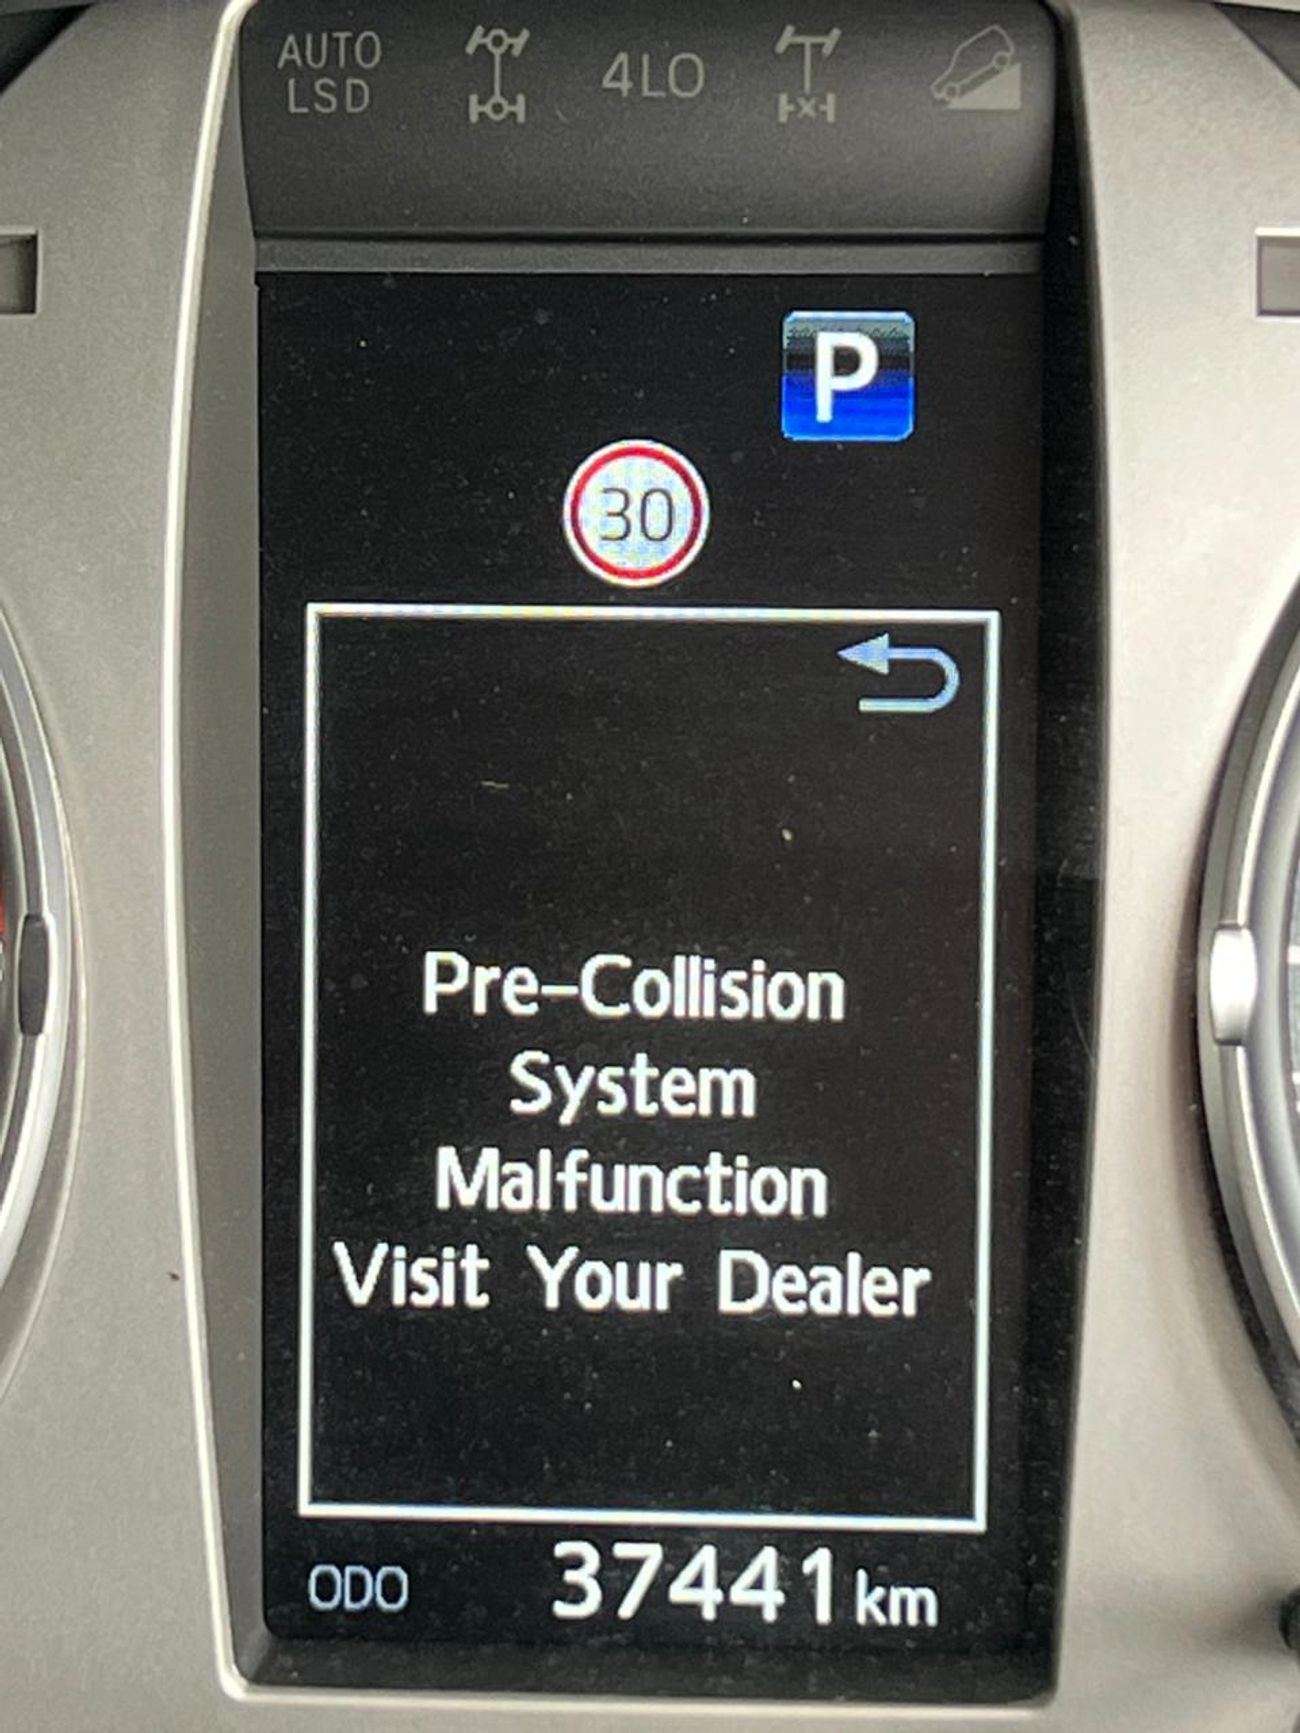 AUTO
LSD
4LO
P
30
Pre-Collision
System
Malfunction
Visit Your Dealer
ODO 37441 km